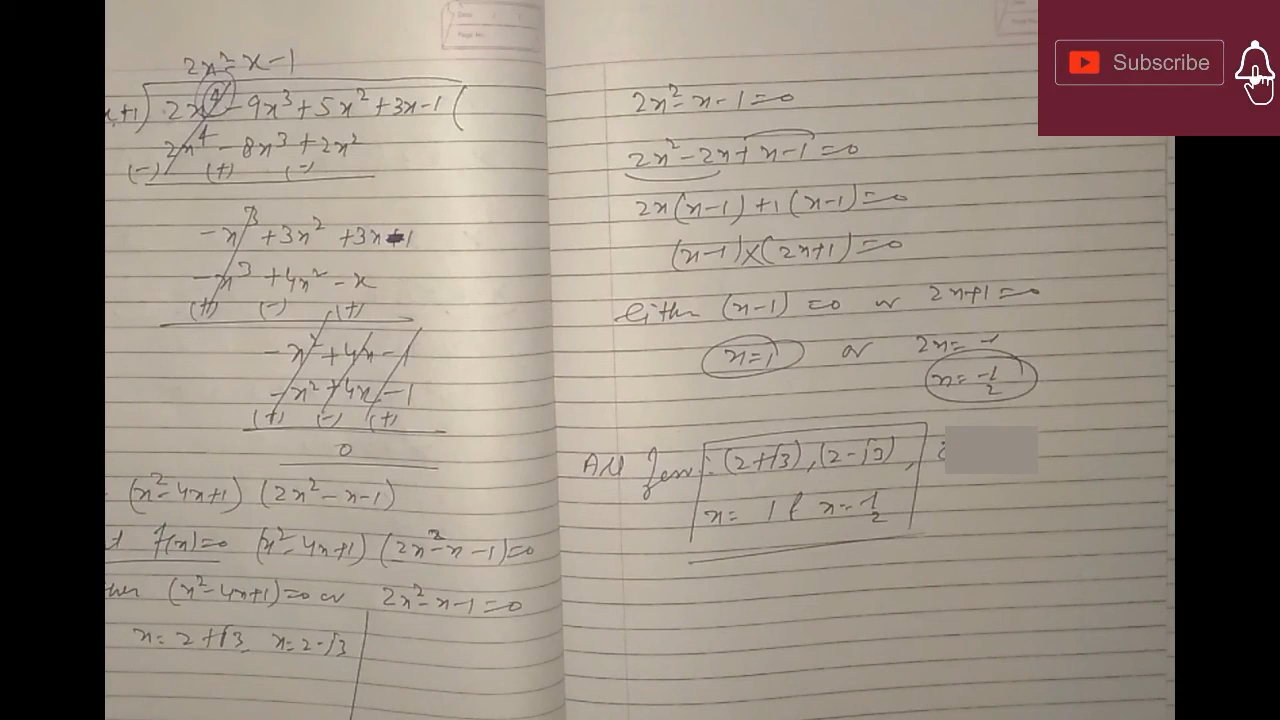 2x² - x - 1
x+1) 2x⁴ - 9x³ + 5x² + 3x - 1 (
2x⁴ - 8x³ + 2x²
(-) (+) (-)
- x³ + 3x² + 3x - 1
- x³ + 4x² - x
(+) (-) (+)
- x² + 4x - 1
- x² + 4x - 1
(+) (-) (+)
0
(x² - 4x + 1) (2x² - x - 1)
f(x) = 0 (x² - 4x + 1) (2x² - x - 1) = 0
(x² - 4x + 1) = 0 or 2x² - x - 1 = 0
x = 2 + √3 x = 2 - √3
2x² - x - 1 = 0
2x² - 2x + x - 1 = 0
2x(x - 1) + 1(x - 1) = 0
(x - 1) × (2x + 1) = 0
Either (x - 1) = 0 or 2x + 1 = 0
x = 1 or 2x = -1
x = -1/2
All : (2 + √3), (2 - √3),
x = 1 & x = -1/2
Subscribe